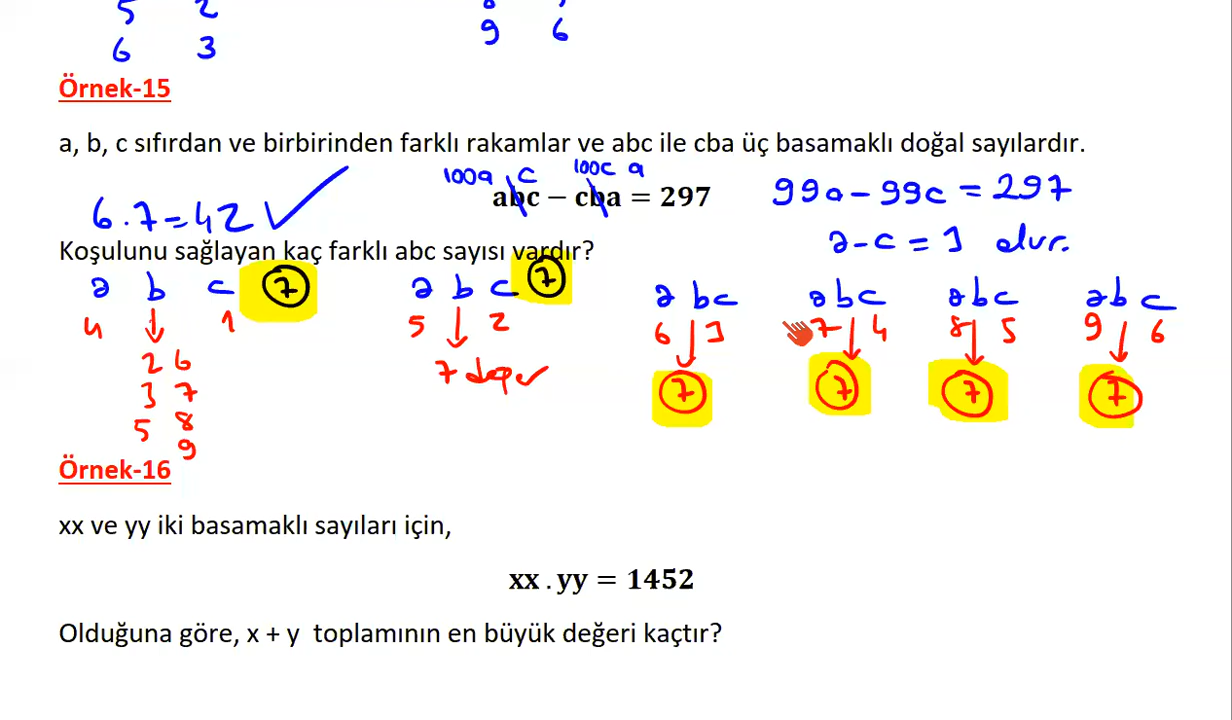 5 2
6 3
9 6
Örnek-15
a, b, c sıfırdan ve birbirinden farklı rakamlar ve abc ile cba üç basamaklı doğal sayılardır.
100a c 100c a
abc − cba = 297
99a − 99c = 297
6.7=42
a-c = 3 olur.
Koşulunu sağlayan kaç farklı abc sayısı vardır?
a b c 7
4 1
2 6
3 7
5 8
9
a b c 7
5 2
7 değer
a b c
6 3
7
a b c
7 4
7
a b c
8 5
7
a b c
9 6
7
Örnek-16
xx ve yy iki basamaklı sayıları için,
xx . yy = 1452
Olduğuna göre, x + y toplamının en büyük değeri kaçtır?